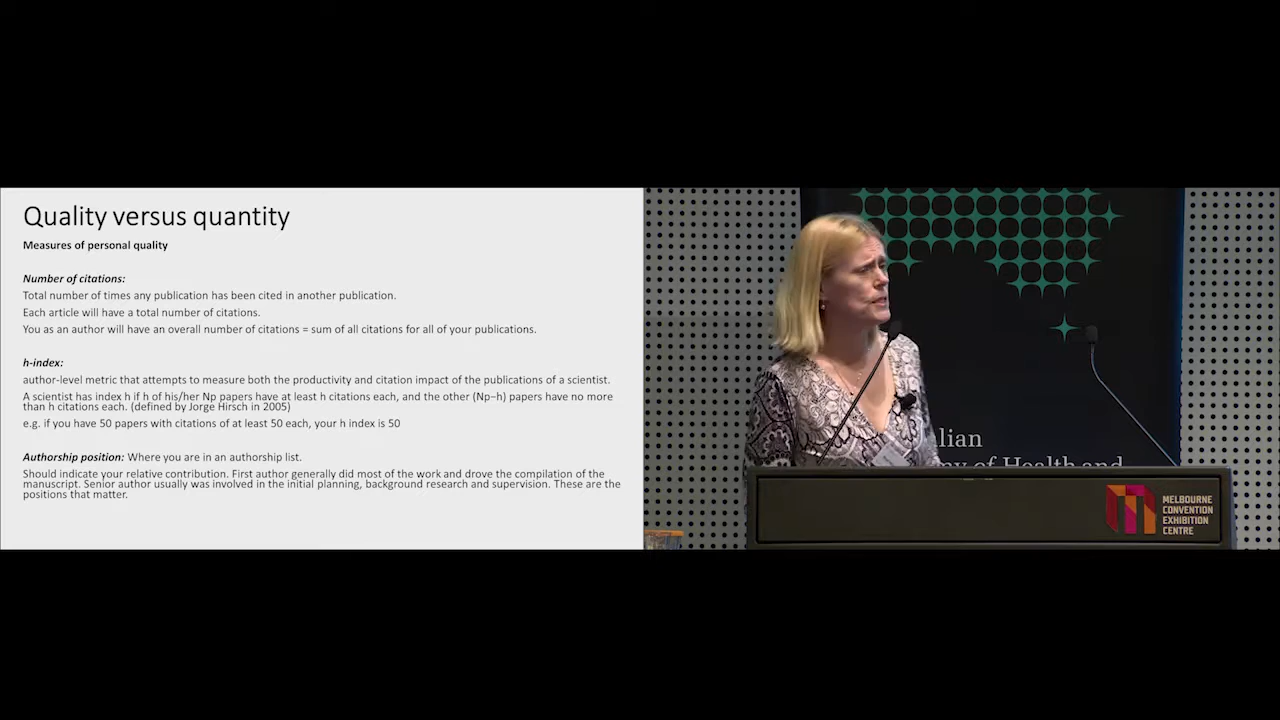 Quality versus quantity
Measures of personal quality
Number of citations:
Total number of times any publication has been cited in another publication.
Each article will have a total number of citations.
You as an author will have an overall number of citations = sum of all citations for all of your publications.
h-index:
author-level metric that attempts to measure both the productivity and citation impact of the publications of a scientist.
A scientist has index h if h of his/her Np papers have at least h citations each, and the other (Np−h) papers have no more
than h citations each. (defined by Jorge Hirsch in 2005)
e.g. if you have 50 papers with citations of at least 50 each, your h index is 50
Authorship position: Where you are in an authorship list.
Should indicate your relative contribution. First author generally did most of the work and drove the compilation of the
manuscript. Senior author usually was involved in the initial planning, background research and supervision. These are the
positions that matter.
lian
my of Health and
MELBOURNE
CONVENTION
EXHIBITION
CENTRE